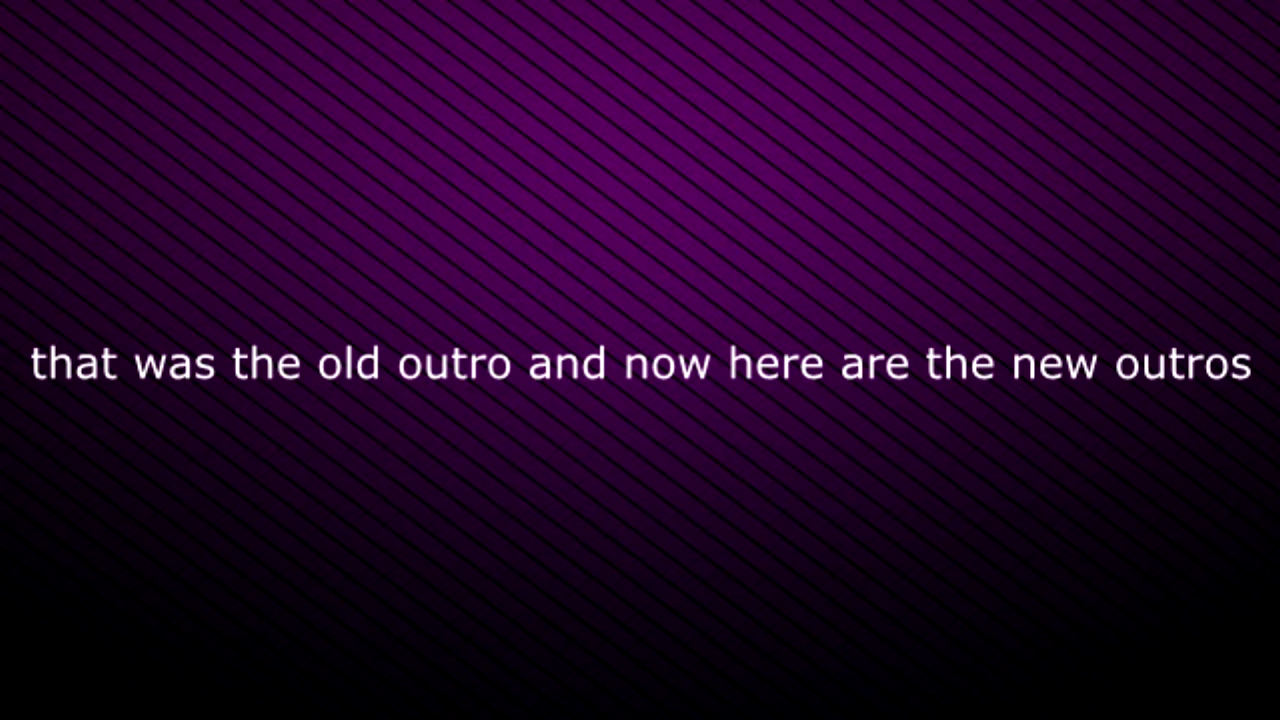 that was the old outro and now here are the new outros